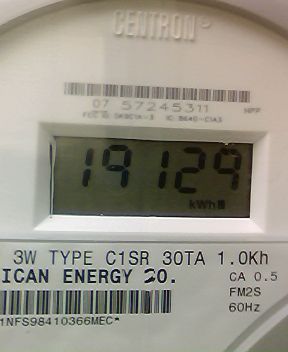 CENTRON
07 57245311
19129
kWh
3W TYPE C1SR 30TA 1.0Kh
ICAN ENERGY 20.
CA 0.5
FM2S
60Hz
1NFS98410366MEC*